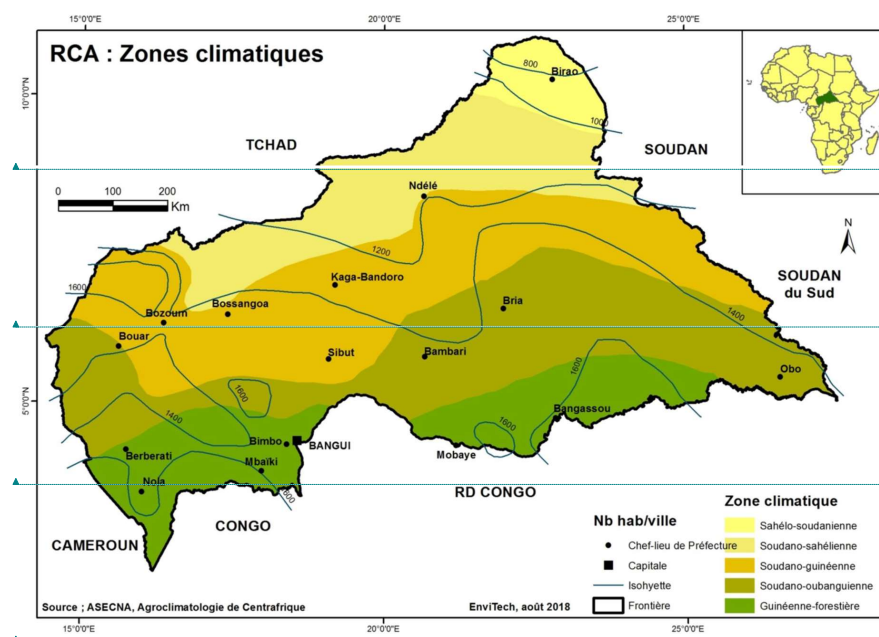 15°0'0"E 20°0'0"E 25°0'0"E
RCA : Zones climatiques
800
Birao
10°0'0"N
1000
TCHAD
SOUDAN
0 100 200
Km
Ndélé
N
1200
Kaga-Bandoro
SOUDAN
du Sud
1600
Bossangoa
Bozoum
Bria
1400
Bouar
Sibut
Bambari
1600
Obo
5°0'0"N
1600
1400
Bangassou
1600
Bimbo
BANGUI
Berberati
Mobaye
Mbaïki
Nola
1600
RD CONGO
CONGO
CAMEROUN
Nb hab/ville
Chef-lieu de Préfecture
Capitale
Isohyette
Frontière
Zone climatique
Sahélo-soudanienne
Soudano-sahélienne
Soudano-guinéenne
Soudano-oubanguienne
Guinéenne-forestière
Source ; ASECNA, Agroclimatologie de Centrafrique
EnviTech, août 2018
15°0'0"E 20°0'0"E 25°0'0"E